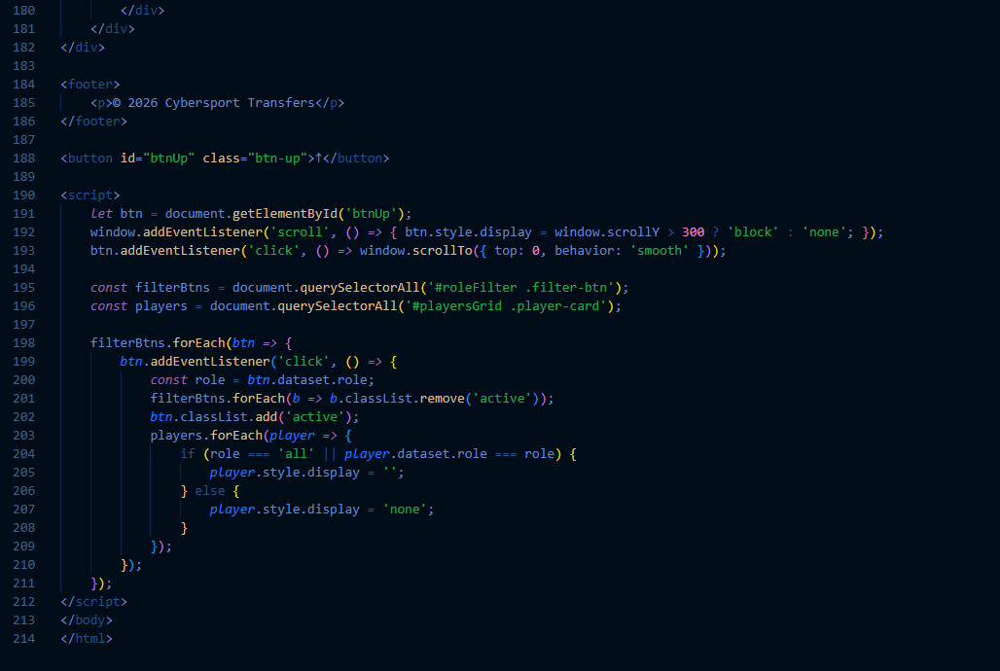 180         </div>
181     </div>
182 </div>
183
184 <footer>
185     <p>© 2026 Cybersport Transfers</p>
186 </footer>
187
188 <button id="btnUp" class="btn-up">↑</button>
189
190 <script>
191     let btn = document.getElementById('btnUp');
192     window.addEventListener('scroll', () => { btn.style.display = window.scrollY > 300 ? 'block' : 'none'; });
193     btn.addEventListener('click', () => window.scrollTo({ top: 0, behavior: 'smooth' }));
194
195     const filterBtns = document.querySelectorAll('#roleFilter .filter-btn');
196     const players = document.querySelectorAll('#playersGrid .player-card');
197
198     filterBtns.forEach(btn => {
199         btn.addEventListener('click', () => {
200             const role = btn.dataset.role;
201             filterBtns.forEach(b => b.classList.remove('active'));
202             btn.classList.add('active');
203             players.forEach(player => {
204                 if (role === 'all' || player.dataset.role === role) {
205                     player.style.display = '';
206                 } else {
207                     player.style.display = 'none';
208                 }
209             });
210         });
211     });
212 </script>
213 </body>
214 </html>